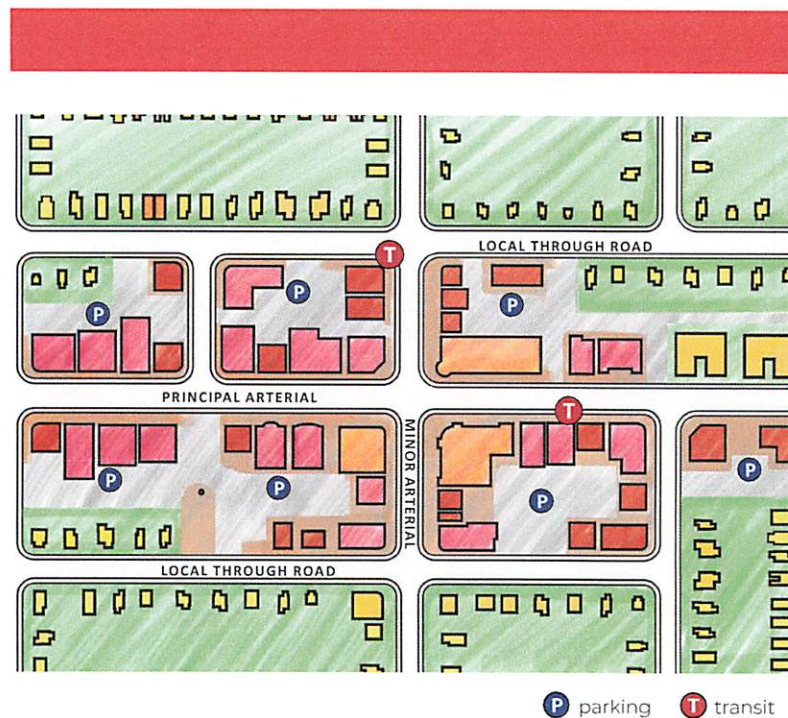 T
LOCAL THROUGH ROAD
P
P
P
PRINCIPAL ARTERIAL
T
MINOR ARTERIAL
P
P
P
P
LOCAL THROUGH ROAD
P parking T transit